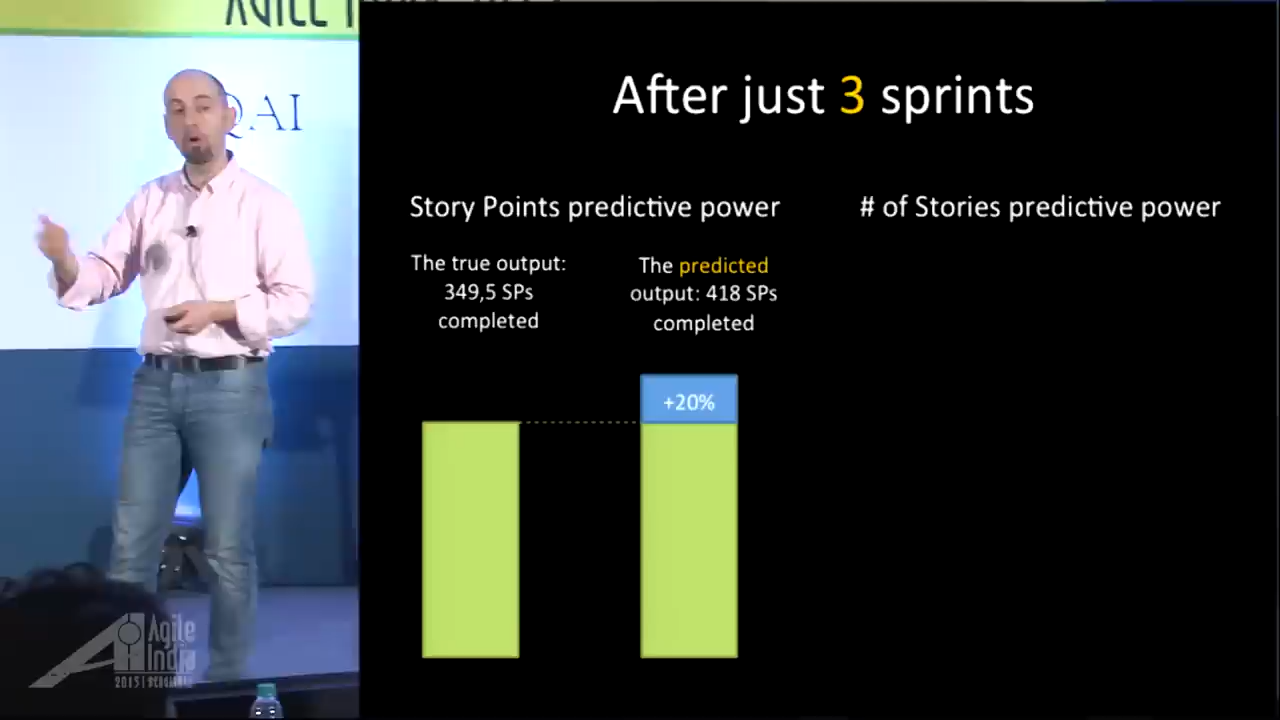 QAI
After just 3 sprints
Story Points predictive power
# of Stories predictive power
The true output:
349,5 SPs
completed
The predicted
output: 418 SPs
completed
+20%
Agile
India